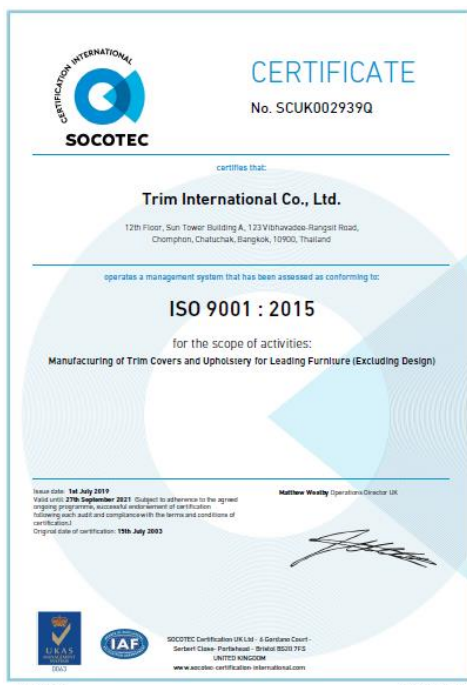 CERTIFICATION INTERNATIONAL
SOCOTEC
CERTIFICATE
No. SCUK002939Q
certifies that:
Trim International Co., Ltd.
12th Floor, Sun Tower Building A, 123 Vibhavadee-Rangsit Road,
Chomphon, Chatuchak, Bangkok, 10900, Thailand
operates a management system that has been assessed as conforming to:
ISO 9001 : 2015
for the scope of activities:
Manufacturing of Trim Covers and Upholstery for Leading Furniture (Excluding Design)
Issue date: 1st July 2019
Valid until: 27th September 2021 (Subject to adherence to the agreed
ongoing programme, successful endorsement of certification
following each audit and compliance with the terms and conditions of
certification.)
Original date of certification: 15th July 2003
Matthew Operations Director UK
UKAS
MANAGEMENT
SYSTEMS
0063
IAF
SOCOTEC Certification UK Ltd - 6 Gordano Court -
Serbert Close- Portishead - Bristol BS20 7FS
UNITED KINGDOM
www.socotec-certification-international.com